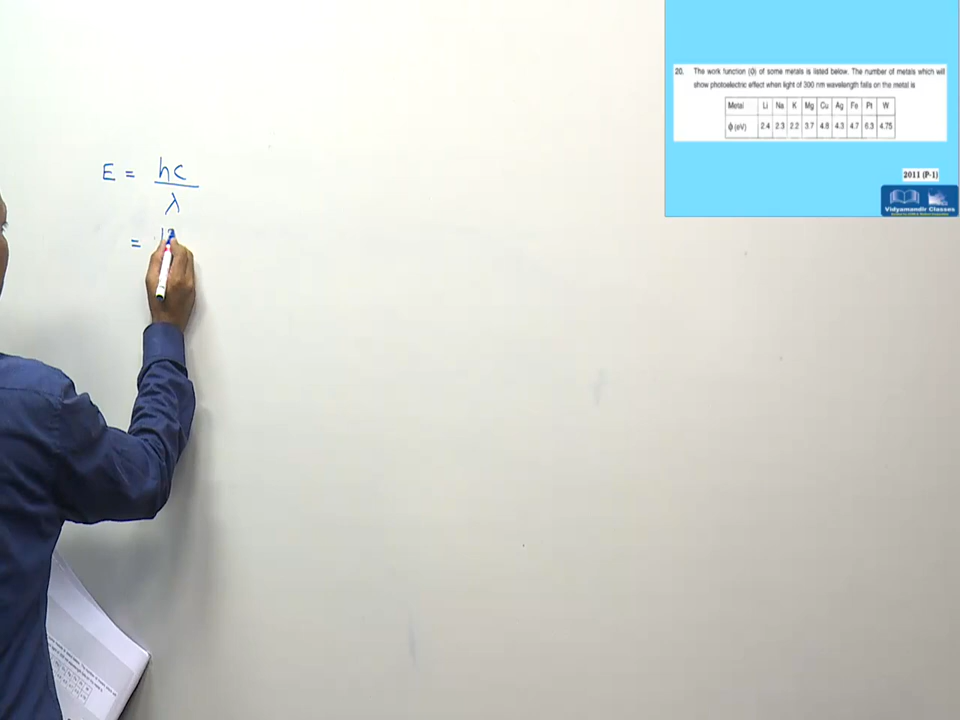 E = hc
λ
= 12
20. The work function (ϕ) of some metals is listed below. The number of metals which will
show photoelectric effect when light of 300 nm wavelength falls on the metal is
Metal Li Na K Mg Cu Ag Fe Pt W
ϕ (eV) 2.4 2.3 2.2 3.7 4.8 4.3 4.7 6.3 4.75
2011 (P-1)
Vidyamandir Classes